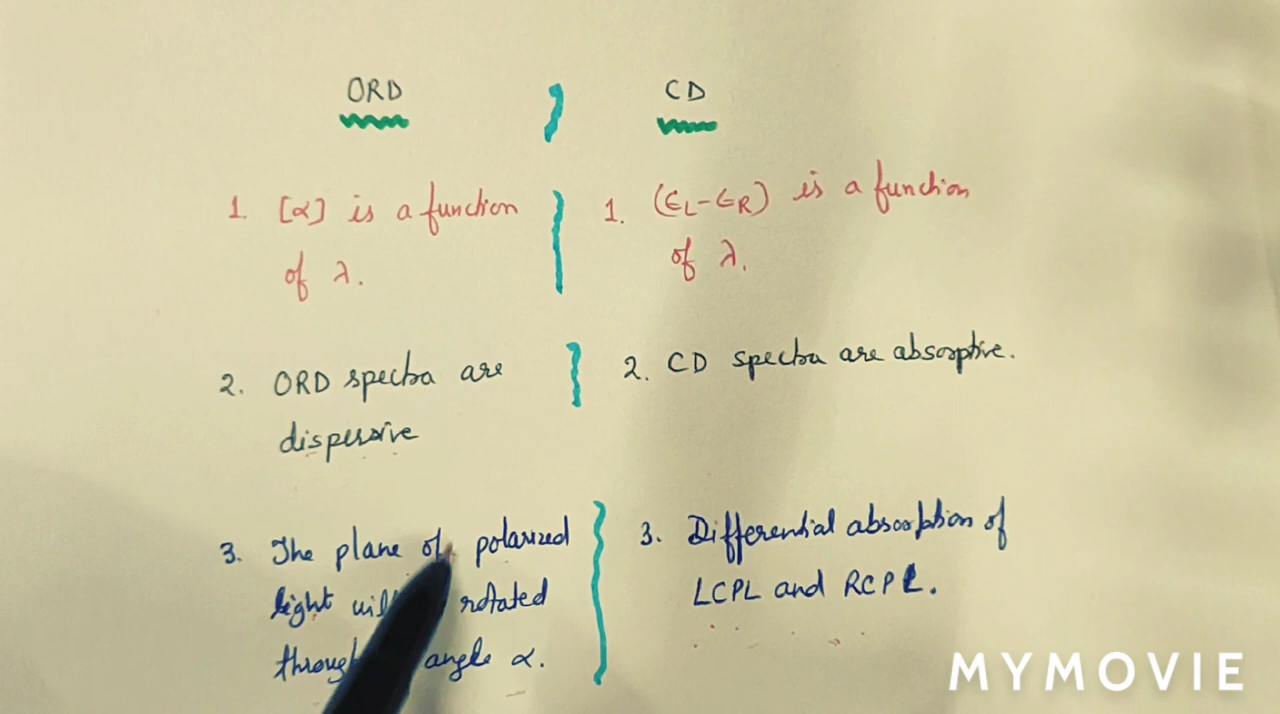 ORD
CD
1. [α] is a function
of λ.
1. (ϵL-ϵR) is a function
of λ.
2. ORD spectra are
dispersive
2. CD spectra are absorptive.
3. The plane of polarized
light will rotated
through angle α.
3. Differential absorption of
LCPL and RCPL.
MYMOVIE